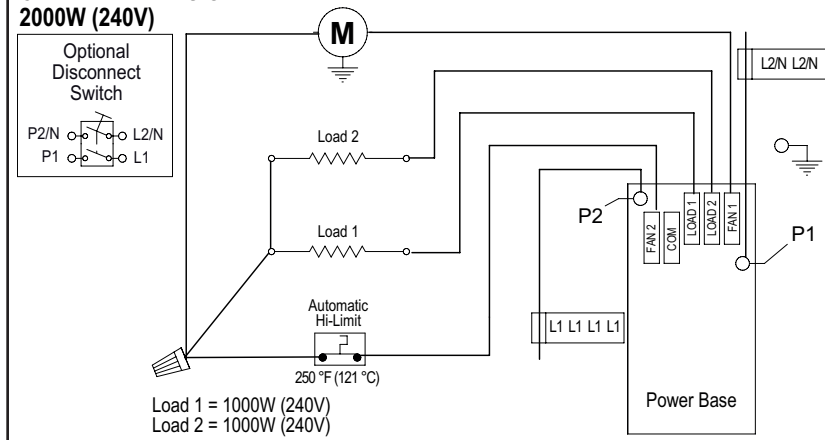 2000W (240V)
Optional
Disconnect
Switch
P2/N
L2/N
P1
L1
M
L2/N L2/N
Load 2
Load 1
P2
FAN 2
COM
LOAD 1
LOAD 2
FAN 1
P1
Automatic
Hi-Limit
250 °F (121 °C)
L1 L1 L1 L1
Power Base
Load 1 = 1000W (240V)
Load 2 = 1000W (240V)